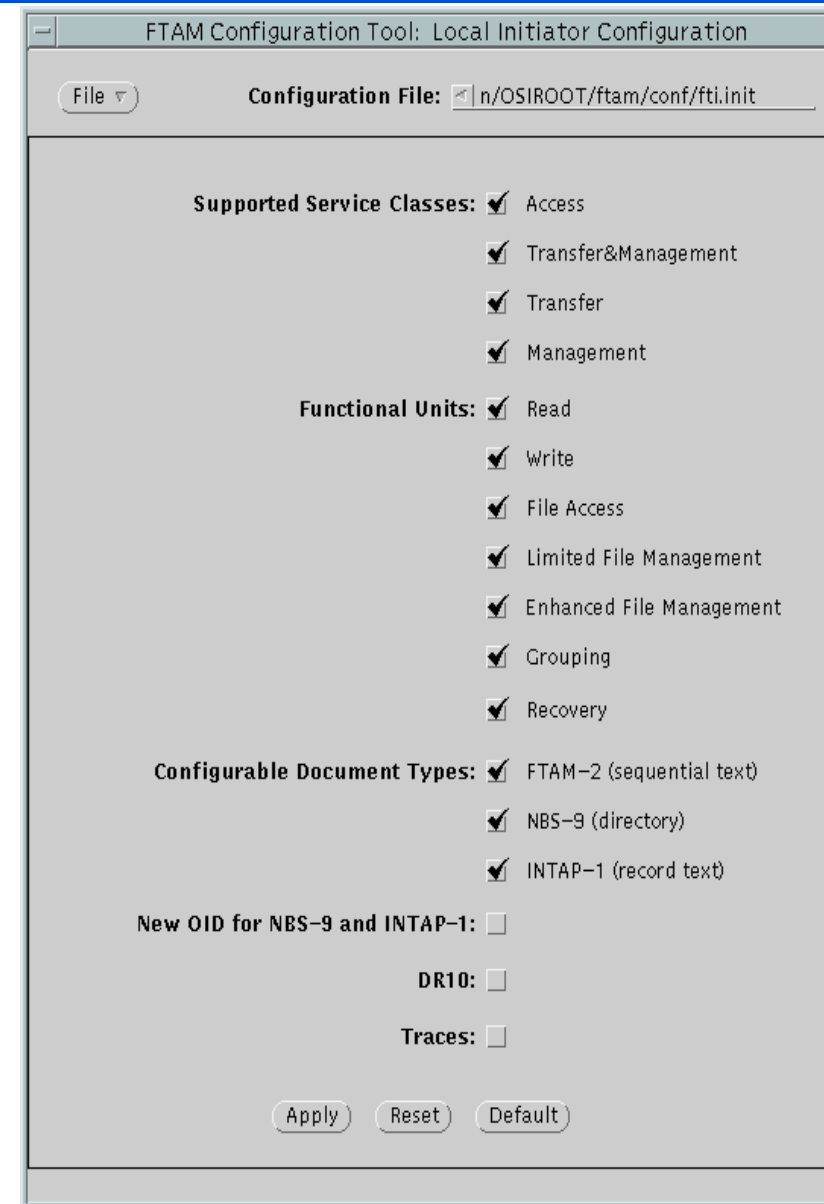 FTAM Configuration Tool: Local Initiator Configuration
File Configuration File: n/OSIROOT/ftam/conf/fti.init
Supported Service Classes: Access
Transfer&Management
Transfer
Management
Functional Units: Read
Write
File Access
Limited File Management
Enhanced File Management
Grouping
Recovery
Configurable Document Types: FTAM-2 (sequential text)
NBS-9 (directory)
INTAP-1 (record text)
New OID for NBS-9 and INTAP-1:
DR10:
Traces:
Apply Reset Default